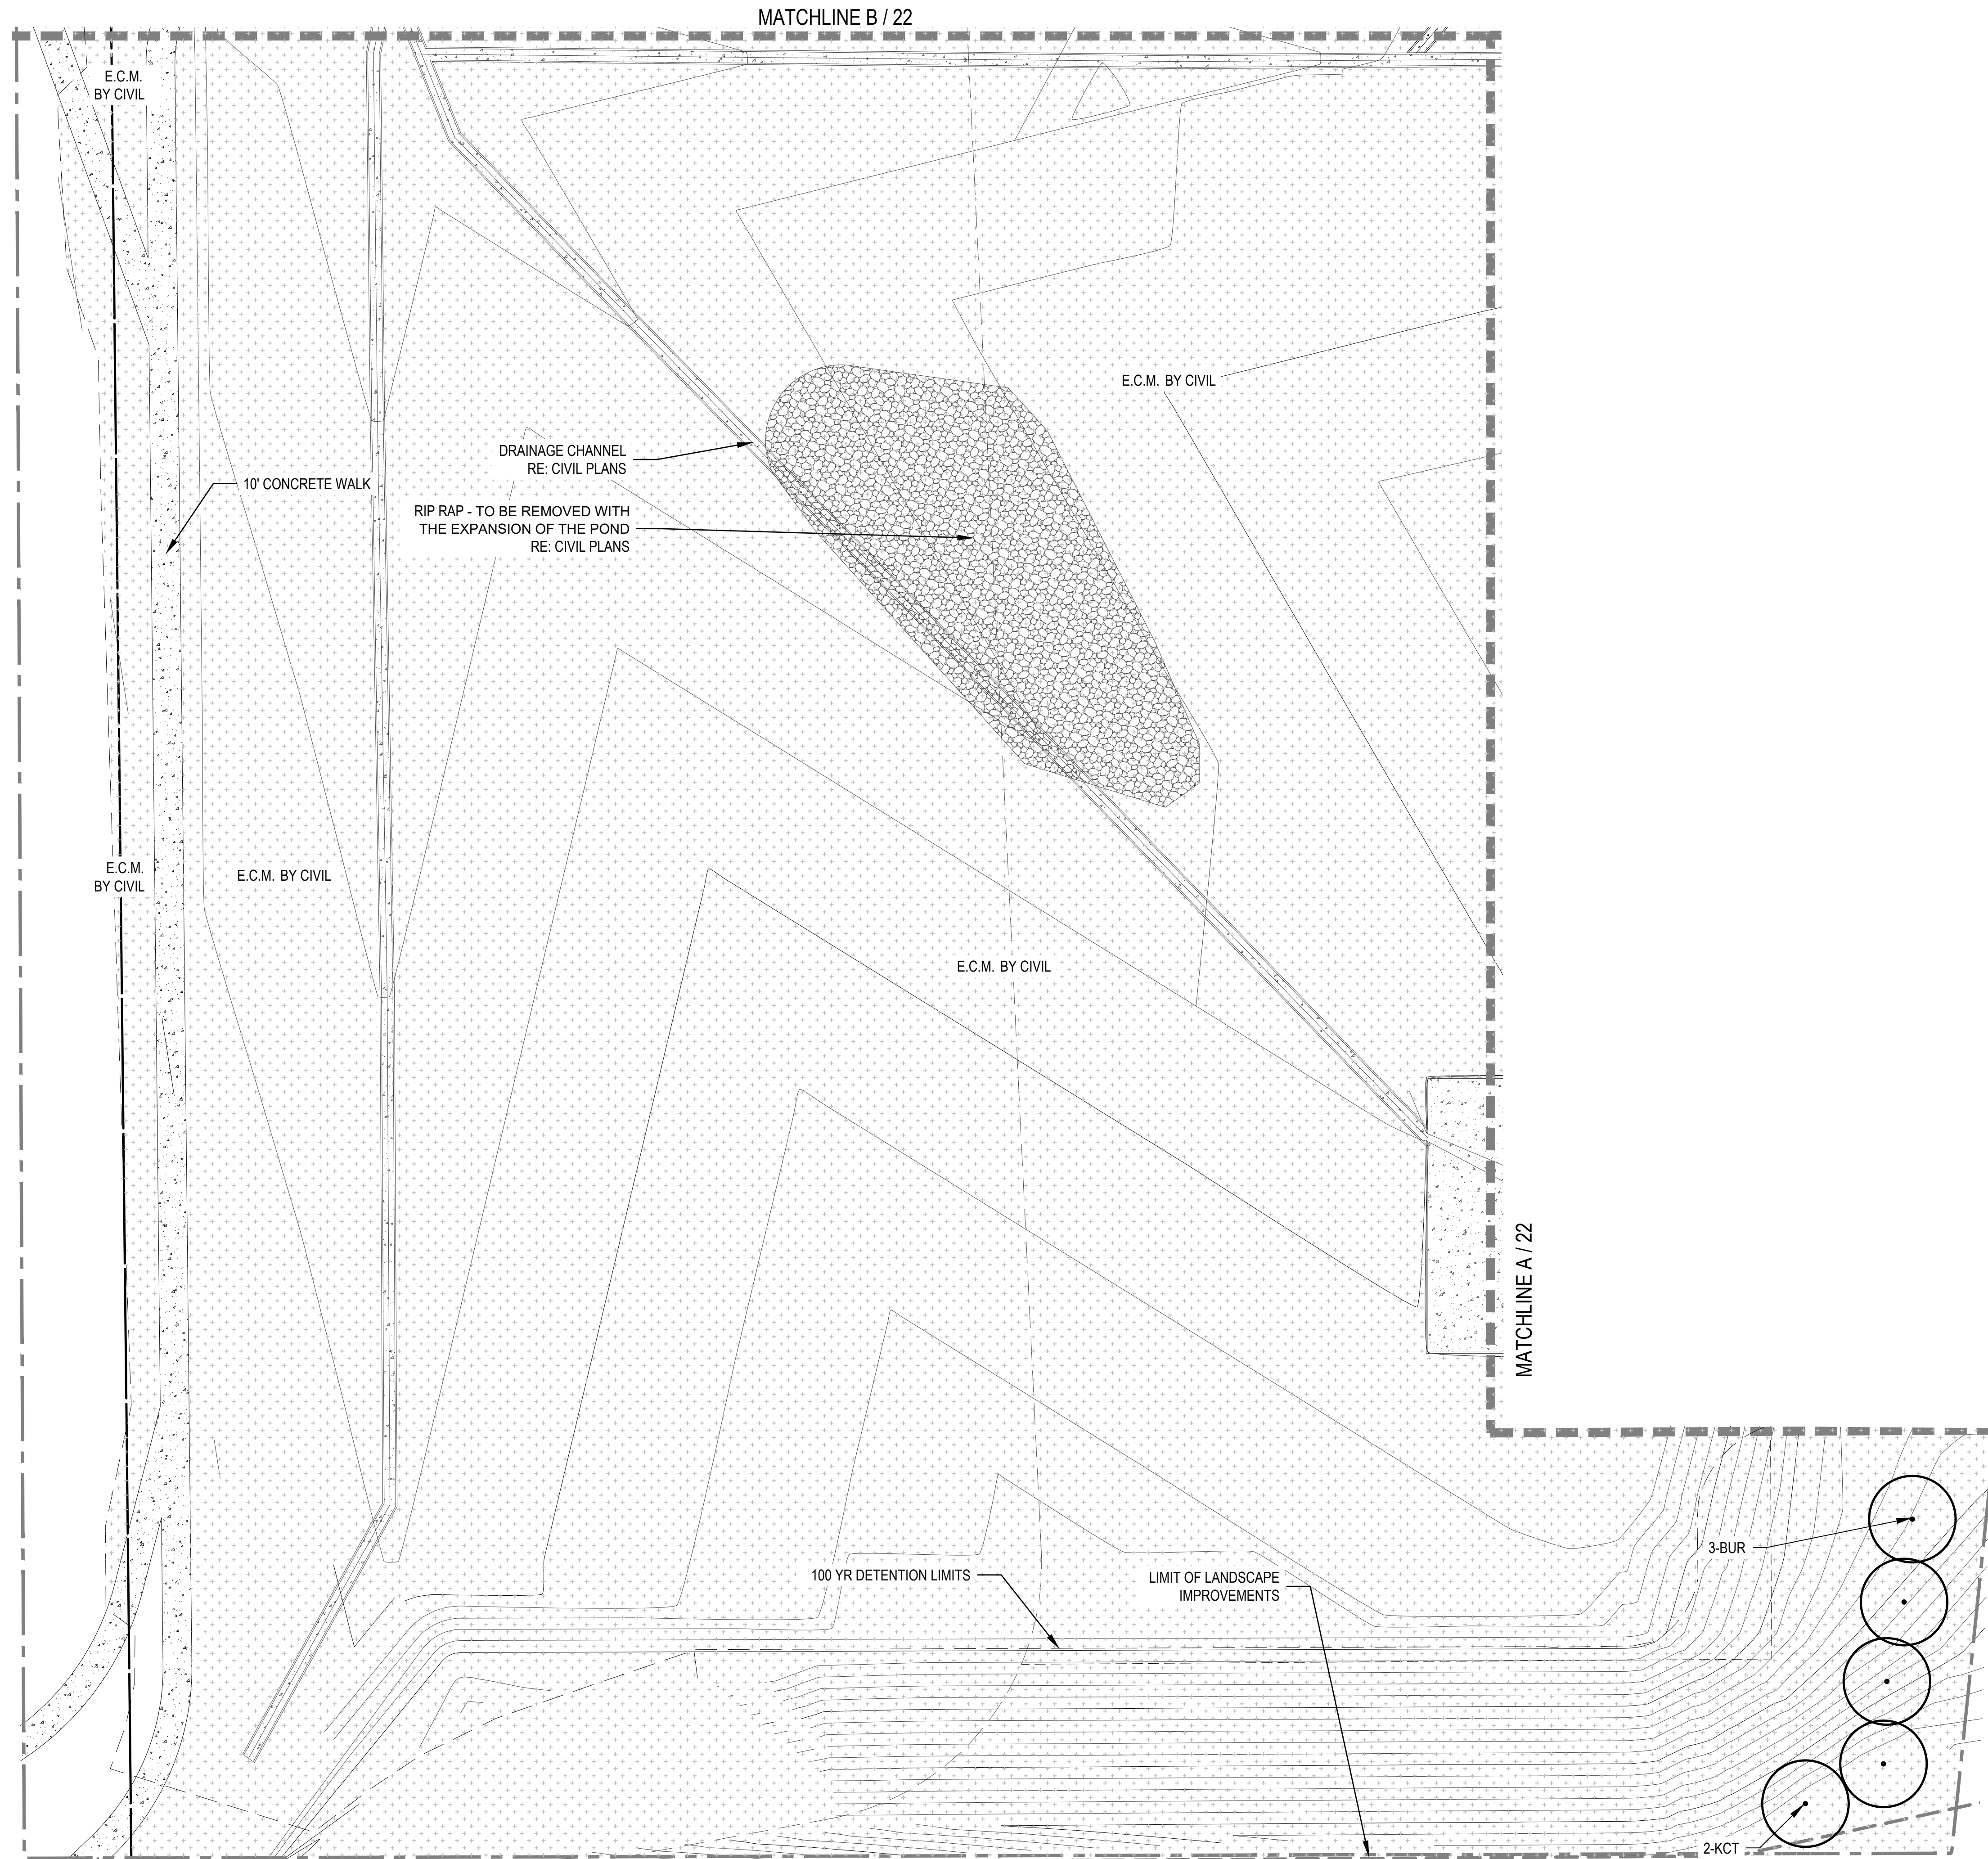 MATCHLINE B / 22
E.C.M.
BY CIVIL
E.C.M. BY CIVIL
DRAINAGE CHANNEL
RE: CIVIL PLANS
10' CONCRETE WALK
RIP RAP - TO BE REMOVED WITH
THE EXPANSION OF THE POND
RE: CIVIL PLANS
E.C.M.
BY CIVIL
E.C.M. BY CIVIL
E.C.M. BY CIVIL
MATCHLINE A / 22
3-BUR
100 YR DETENTION LIMITS
LIMIT OF LANDSCAPE
IMPROVEMENTS
2-KCT